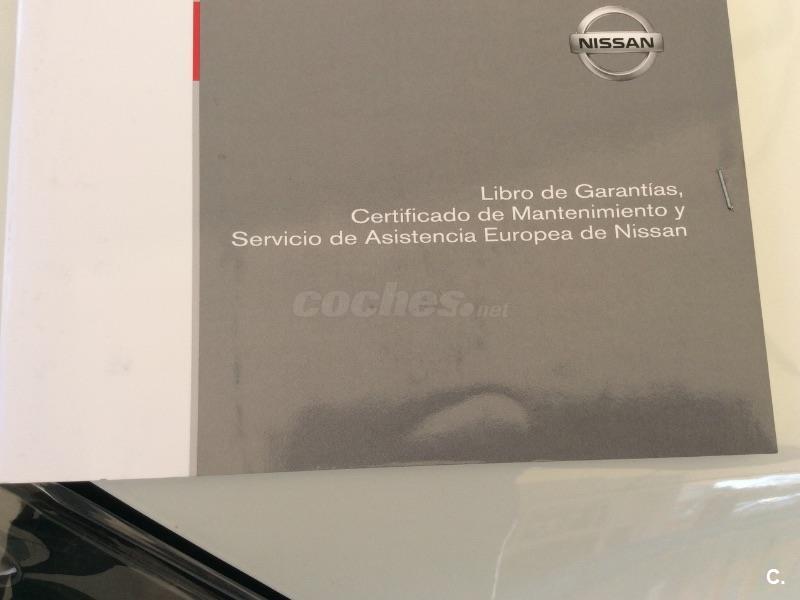 NISSAN
Libro de Garantías,
Certificado de Mantenimiento y
Servicio de Asistencia Europea de Nissan
coches.net
C.